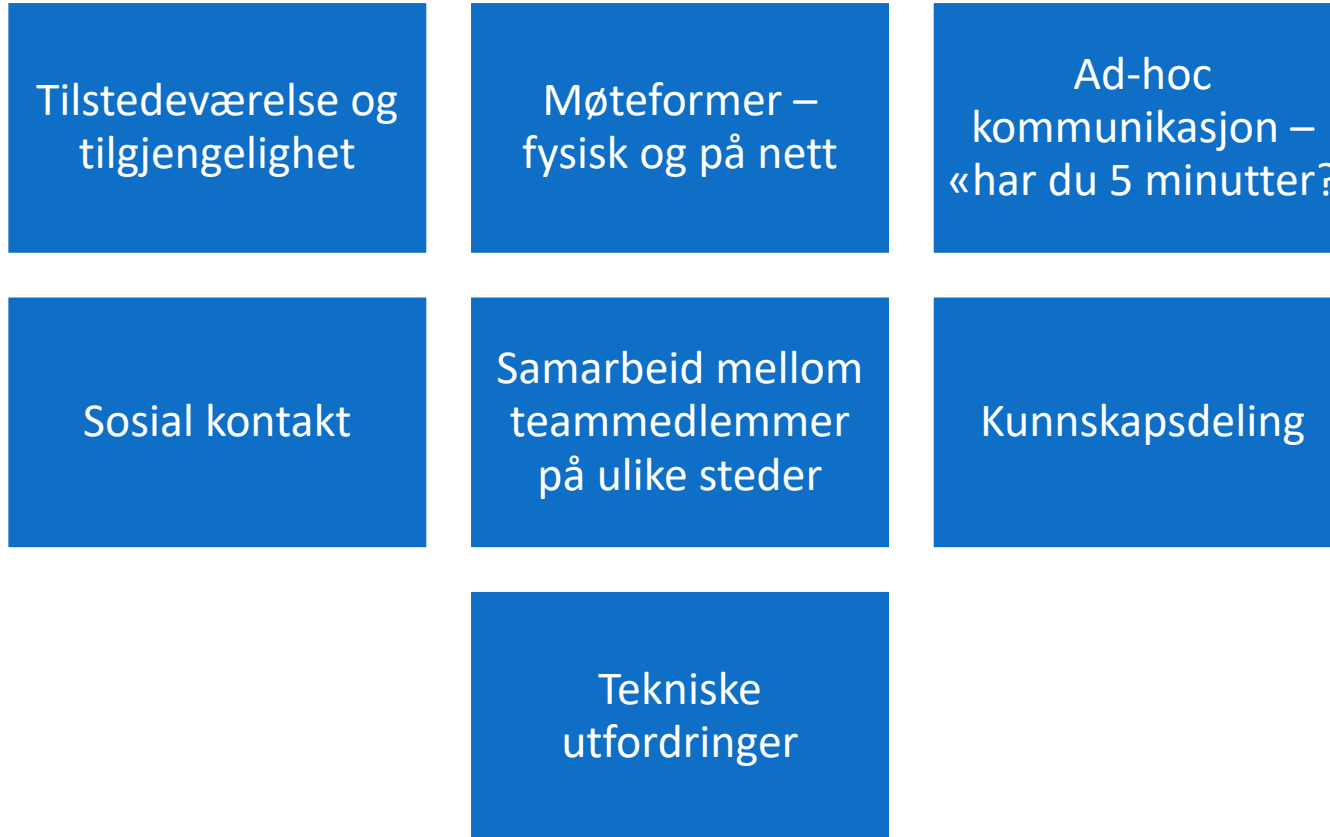 Tilstedeværelse og
tilgjengelighet
Møteformer –
fysisk og på nett
Ad-hoc
kommunikasjon –
«har du 5 minutter?
Sosial kontakt
Samarbeid mellom
teammedlemmer
på ulike steder
Kunnskapsdeling
Tekniske
utfordringer